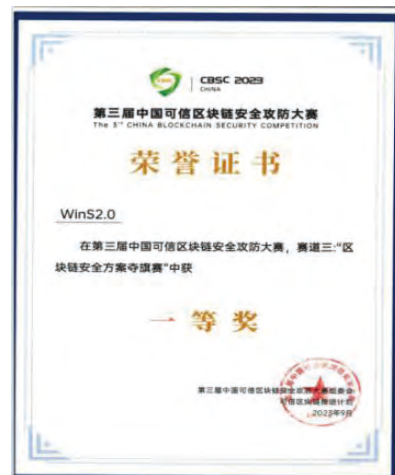 CBSC 2023
CHINA
第三届中国可信区块链安全攻防大赛
The 3rd CHINA BLOCKCHAIN SECURITY COMPETITION
荣誉证书
WinS2.0
在第三届中国可信区块链安全攻防大赛，赛道三:“区
块链安全方案夺旗赛”中获
一等奖
第三届中国可信区块链安全攻防大赛组委会
可信区块链推进计划
2023年9月